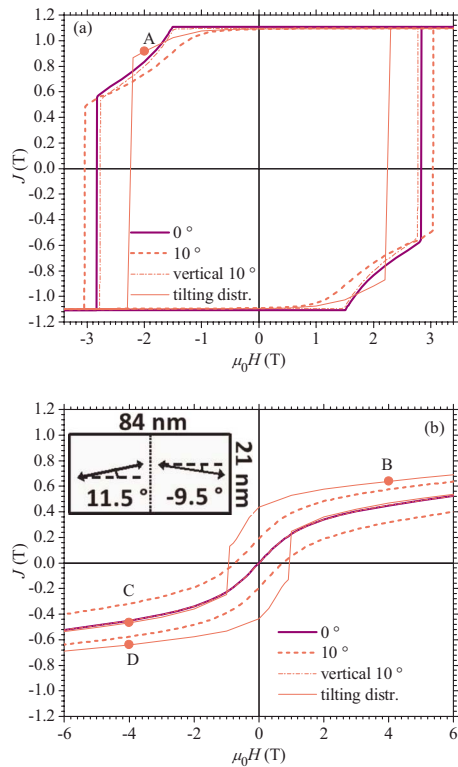 1.2
1.0
0.8
0.6
0.4
0.2
0.0
-0.2
-0.4
-0.6
-0.8
-1.0
-1.2
J (T)
(a)
A
0 °
10 °
vertical 10 °
tilting distr.
-3 -2 -1 0 1 2 3
μ0H (T)
1.2
1.0
0.8
0.6
0.4
0.2
0.0
-0.2
-0.4
-0.6
-0.8
-1.0
-1.2
J (T)
(b)
84 nm
21 nm
11.5 ° -9.5 °
B
C
D
0 °
10 °
vertical 10 °
tilting distr.
-6 -4 -2 0 2 4 6
μ0H (T)